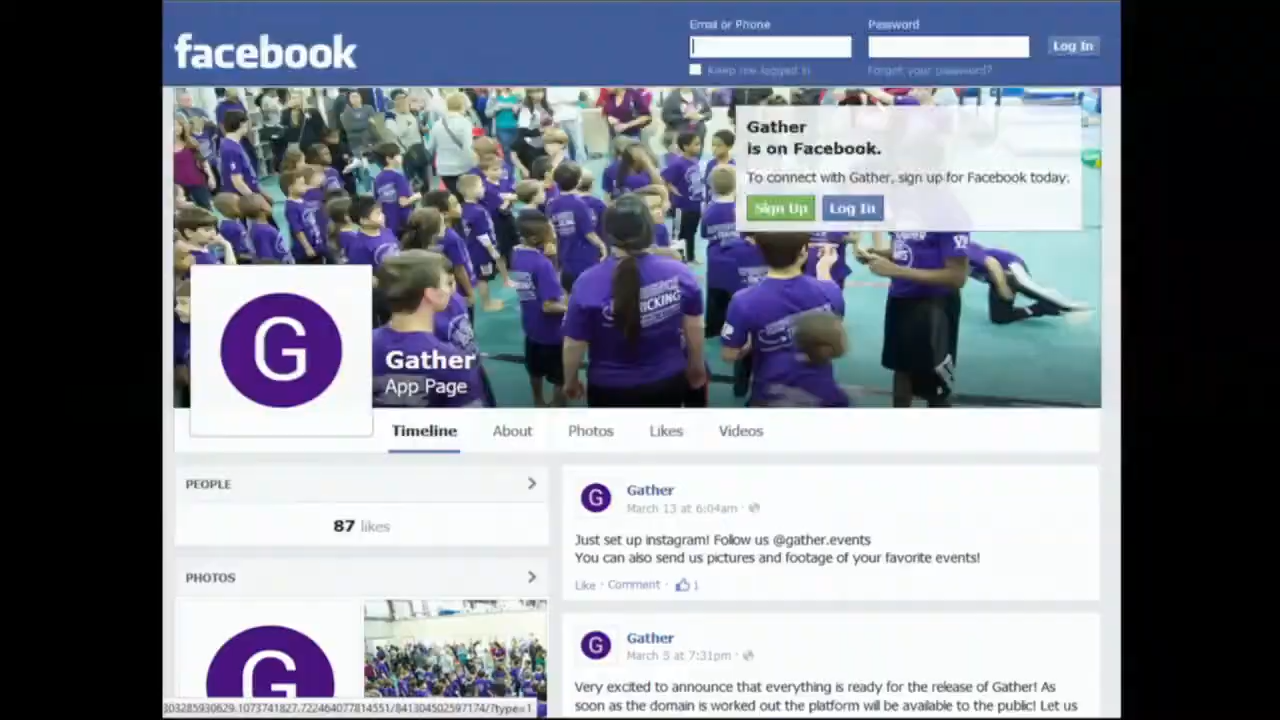 facebook
Email or Phone
Password
Log In
Keep me logged in
Forgot your password?
Gather
is on Facebook.
To connect with Gather, sign up for Facebook today.
Sign Up
Log In
G
Gather
App Page
Timeline
About
Photos
Likes
Videos
PEOPLE
87 likes
PHOTOS
G
G
Gather
March 13 at 6:04am ·
Just set up instagram! Follow us @gather.events
You can also send us pictures and footage of your favorite events!
Like · Comment · 1
G
Gather
March 5 at 7:31pm ·
Very excited to announce that everything is ready for the release of Gather! As
soon as the domain is worked out the platform will be available to the public! Let us